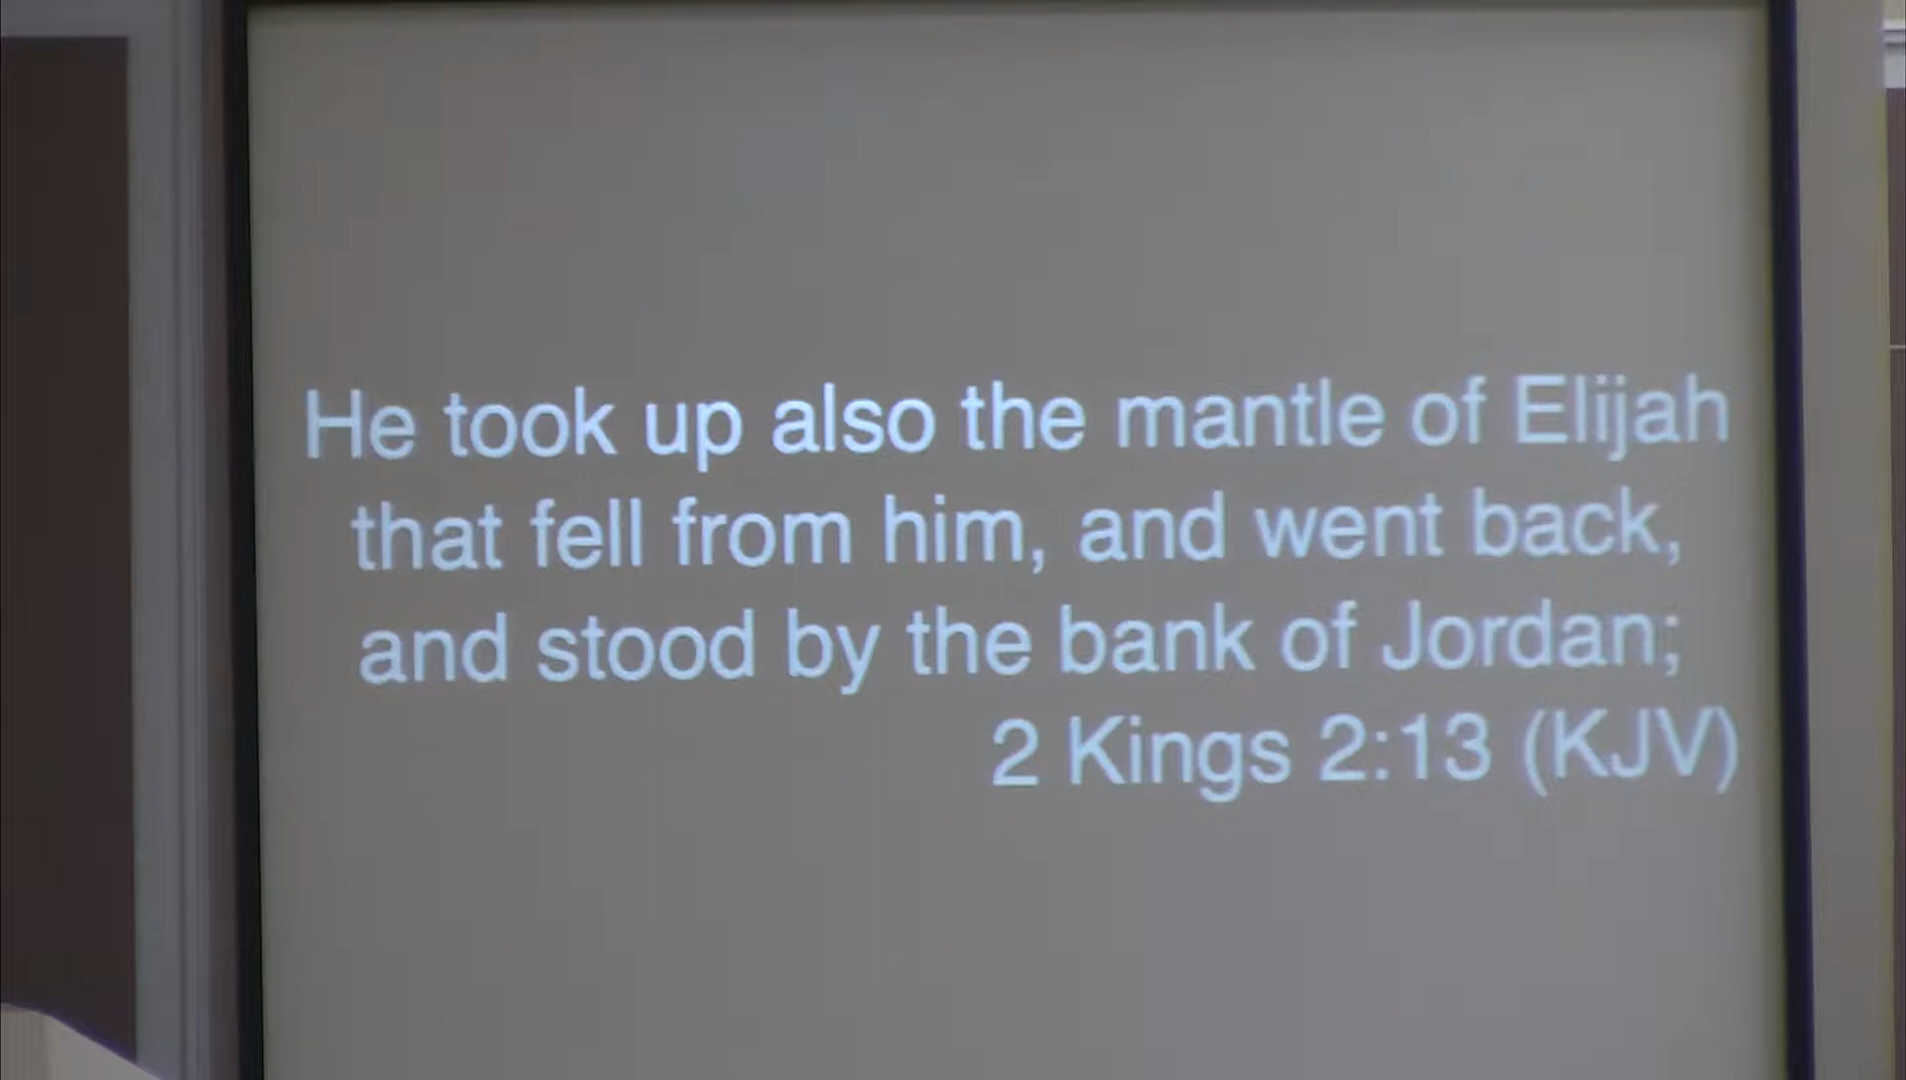 He took up also the mantle of Elijah
that fell from him, and went back,
and stood by the bank of Jordan;
2 Kings 2:13 (KJV)